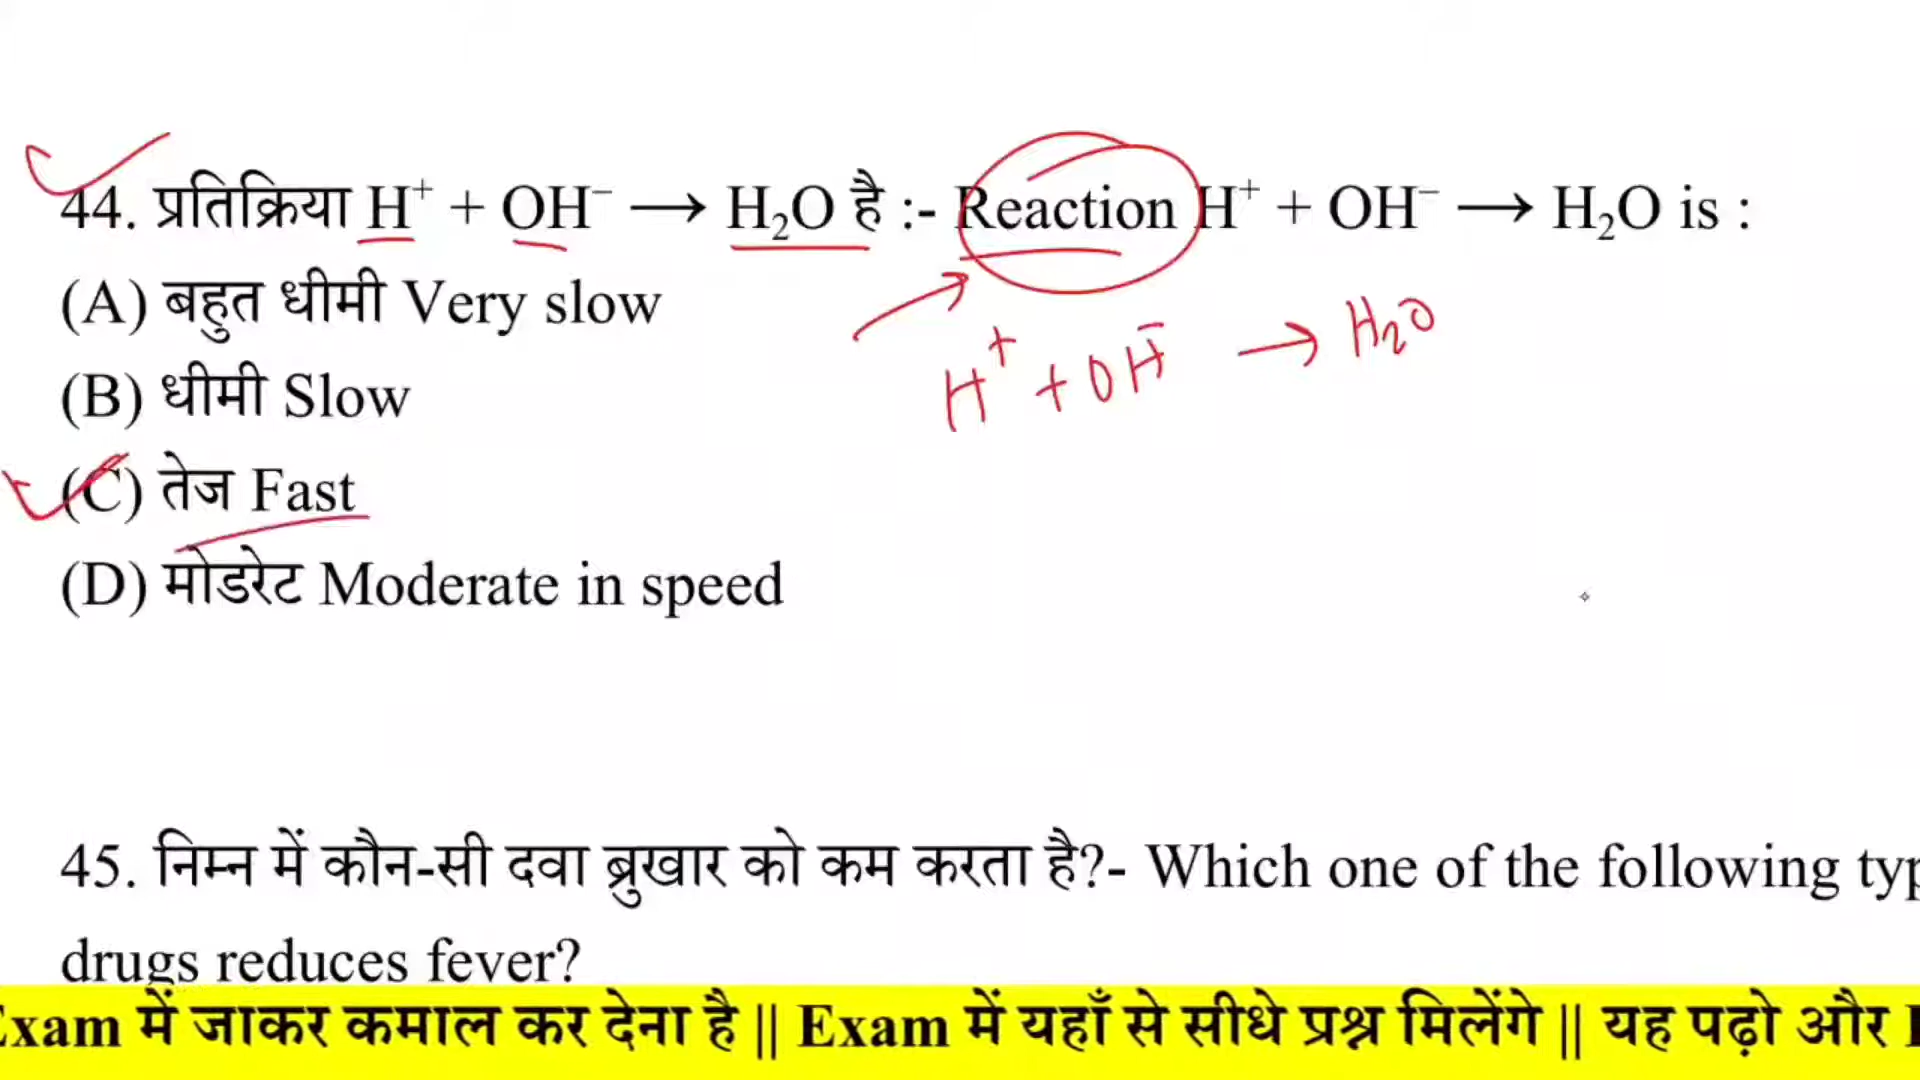 44. प्रतिक्रिया H⁺ + OH⁻ → H₂O है :- Reaction H⁺ + OH⁻ → H₂O is :
(A) बहुत धीमी Very slow
H⁺ + OH⁻ → H₂O
(B) धीमी Slow
(C) तेज Fast
(D) मोडरेट Moderate in speed
45. निम्न में कौन-सी दवा ब्रुखार को कम करता है?- Which one of the following typ
drugs reduces fever?
Exam में जाकर कमाल कर देना है || Exam में यहाँ से सीधे प्रश्न मिलेंगे || यह पढ़ो और